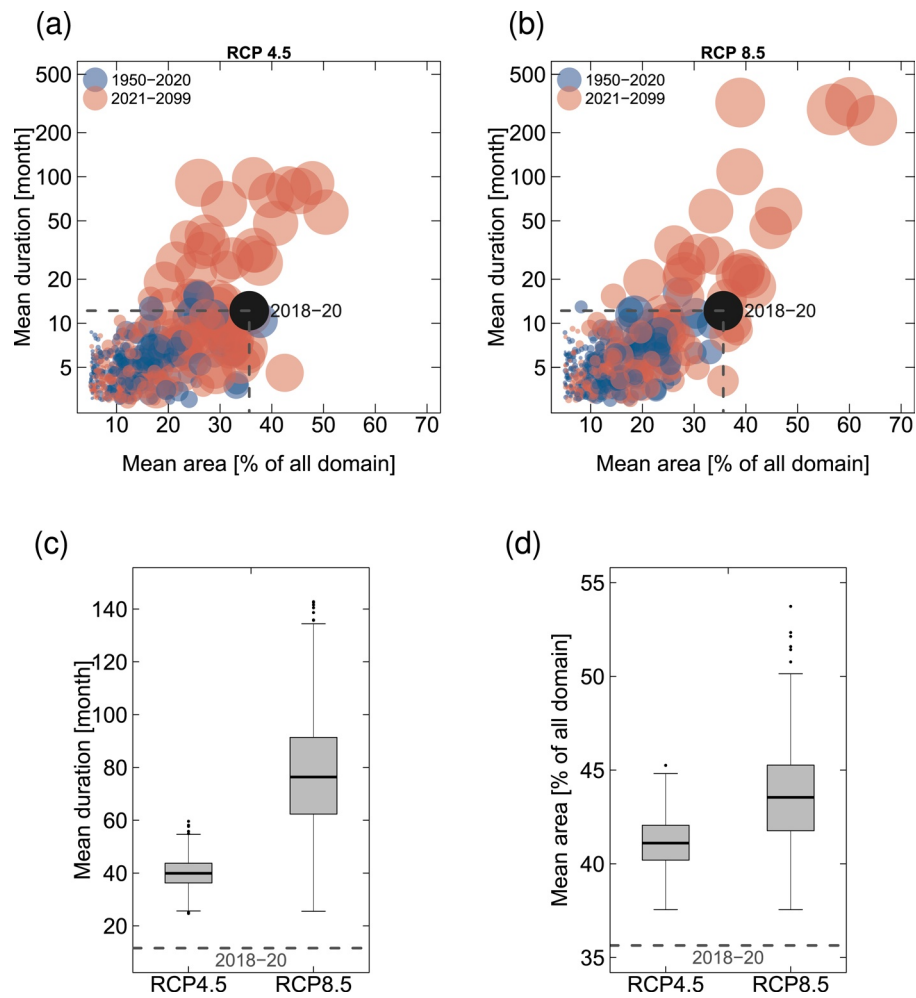 (a)
RCP 4.5
1950−2020
2021−2099
500
200
100
50
20
10
5
Mean duration [month]
2018−20
10 20 30 40 50 60 70
Mean area [% of all domain]
(b)
RCP 8.5
1950−2020
2021−2099
500
200
100
50
20
10
5
Mean duration [month]
2018−20
10 20 30 40 50 60 70
Mean area [% of all domain]
(c)
140
120
100
80
60
40
20
Mean duration [month]
2018−20
RCP4.5 RCP8.5
(d)
55
50
45
40
35
Mean area [% of all domain]
2018−20
RCP4.5 RCP8.5